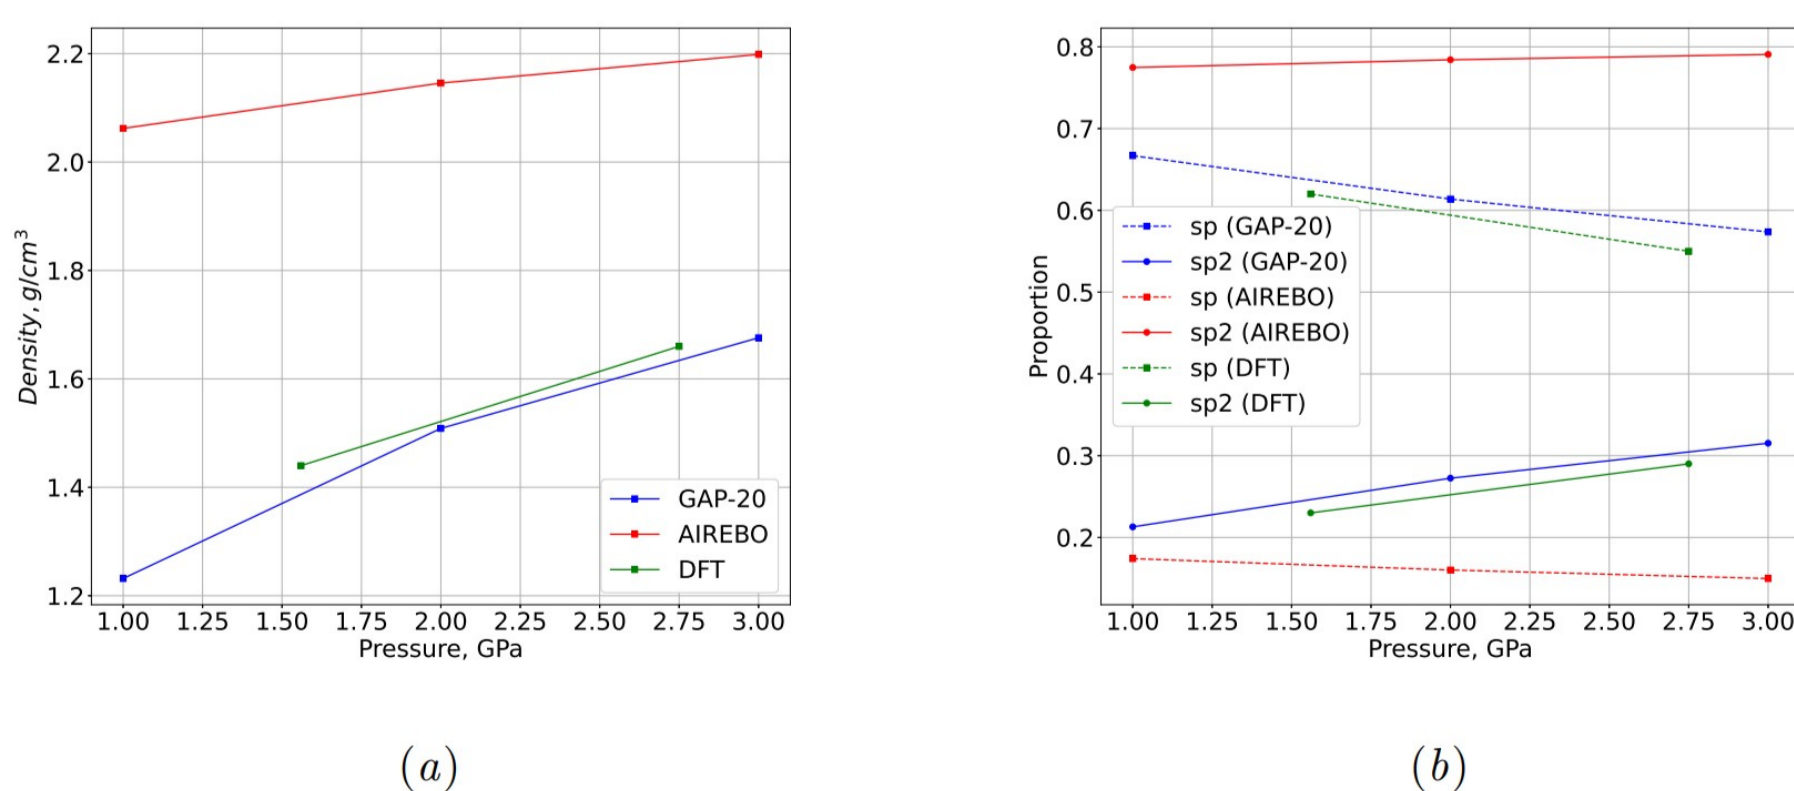 2.2
2.0
1.8
1.6
1.4
1.2
Density, g/cm³
1.00 1.25 1.50 1.75 2.00 2.25 2.50 2.75 3.00
Pressure, GPa
GAP-20
AIREBO
DFT
(a)
0.8
0.7
0.6
0.5
0.4
0.3
0.2
Proportion
sp (GAP-20)
sp2 (GAP-20)
sp (AIREBO)
sp2 (AIREBO)
sp (DFT)
sp2 (DFT)
1.00 1.25 1.50 1.75 2.00 2.25 2.50 2.75 3.00
Pressure, GPa
(b)